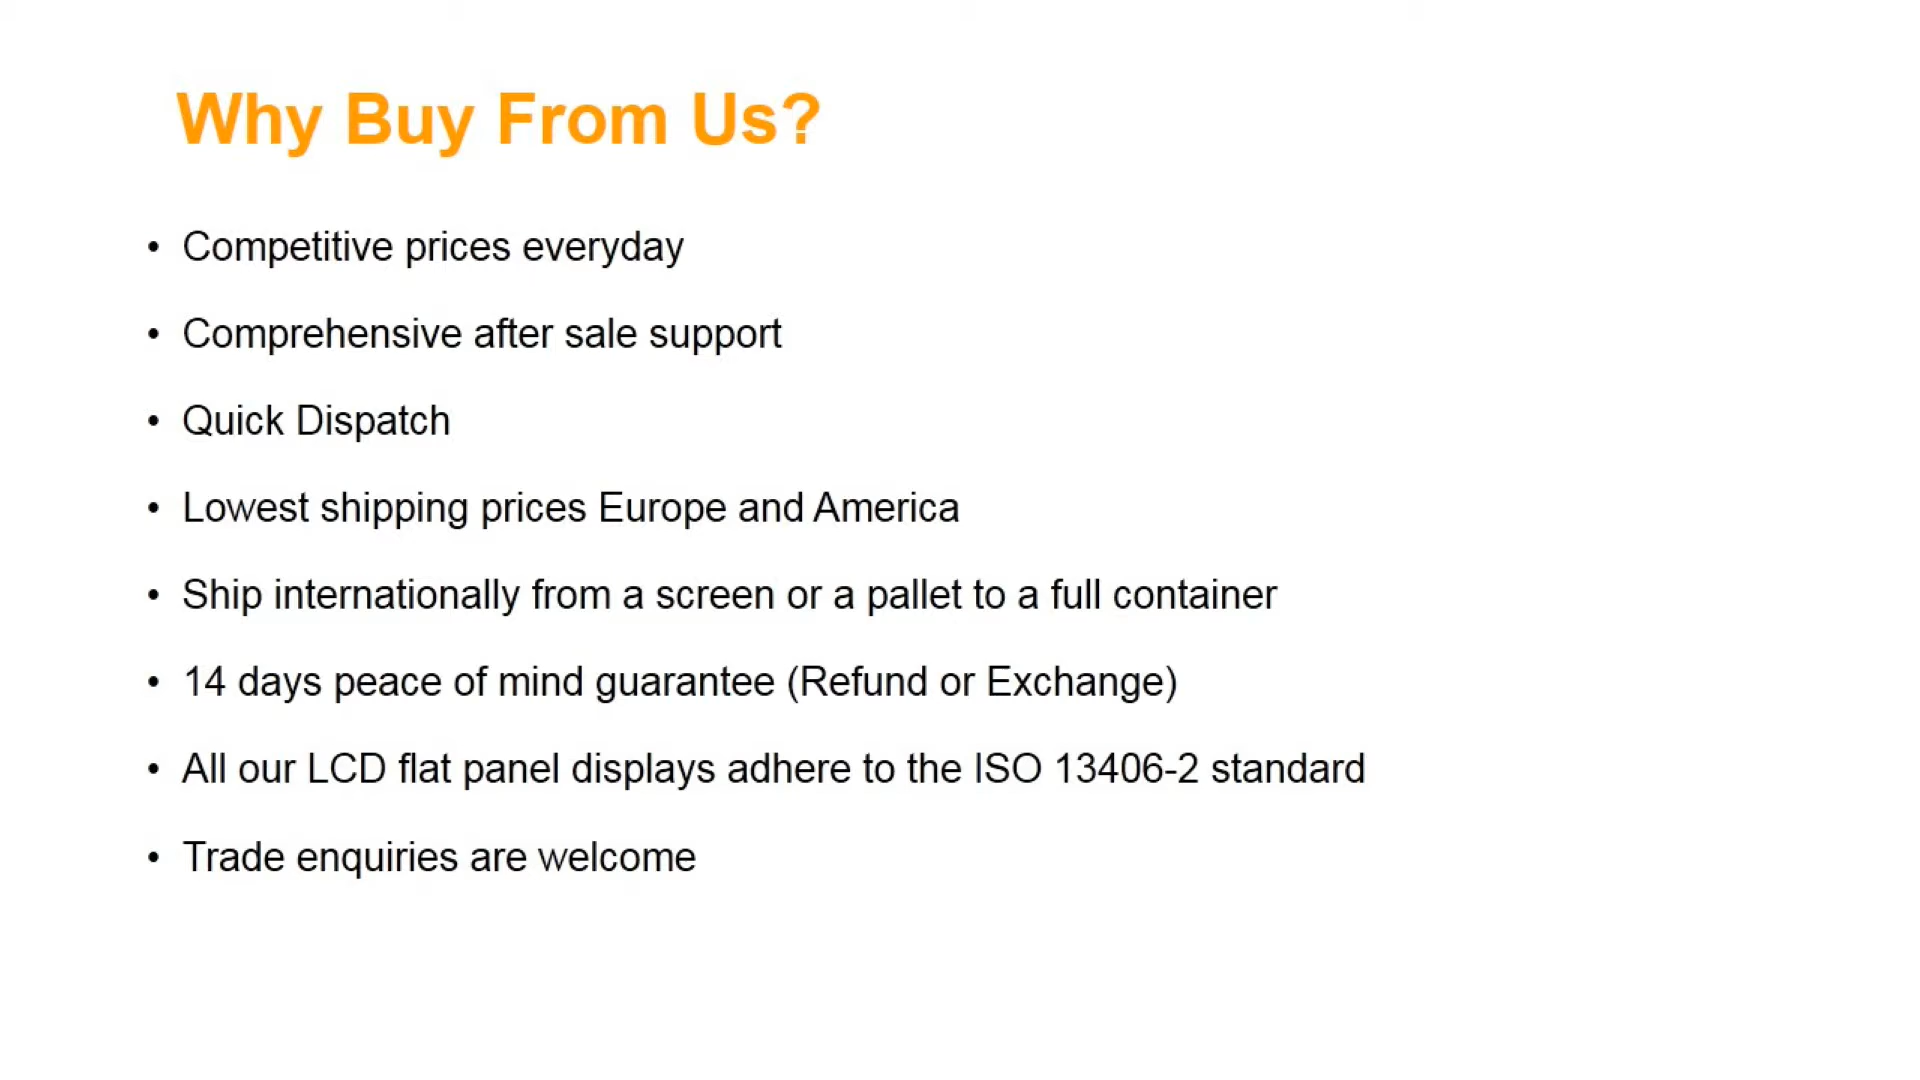 Why Buy From Us?
• Competitive prices everyday
• Comprehensive after sale support
• Quick Dispatch
• Lowest shipping prices Europe and America
• Ship internationally from a screen or a pallet to a full container
• 14 days peace of mind guarantee (Refund or Exchange)
• All our LCD flat panel displays adhere to the ISO 13406-2 standard
• Trade enquiries are welcome